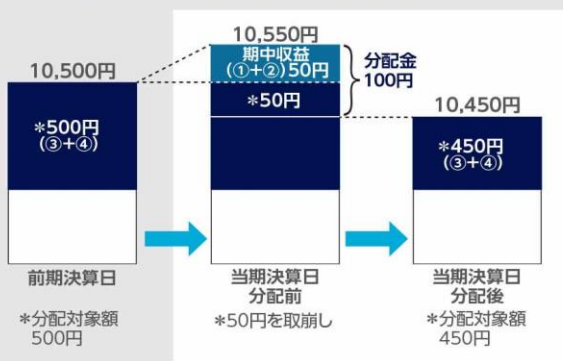 10,500円
*500円
(③+④)
前期決算日
*分配対象額
500円
10,550円
期中収益
(①+②)50円
*50円
分配金
100円
当期決算日
分配前
*50円を取崩し
10,450円
*450円
(③+④)
当期決算日
分配後
*分配対象額
450円